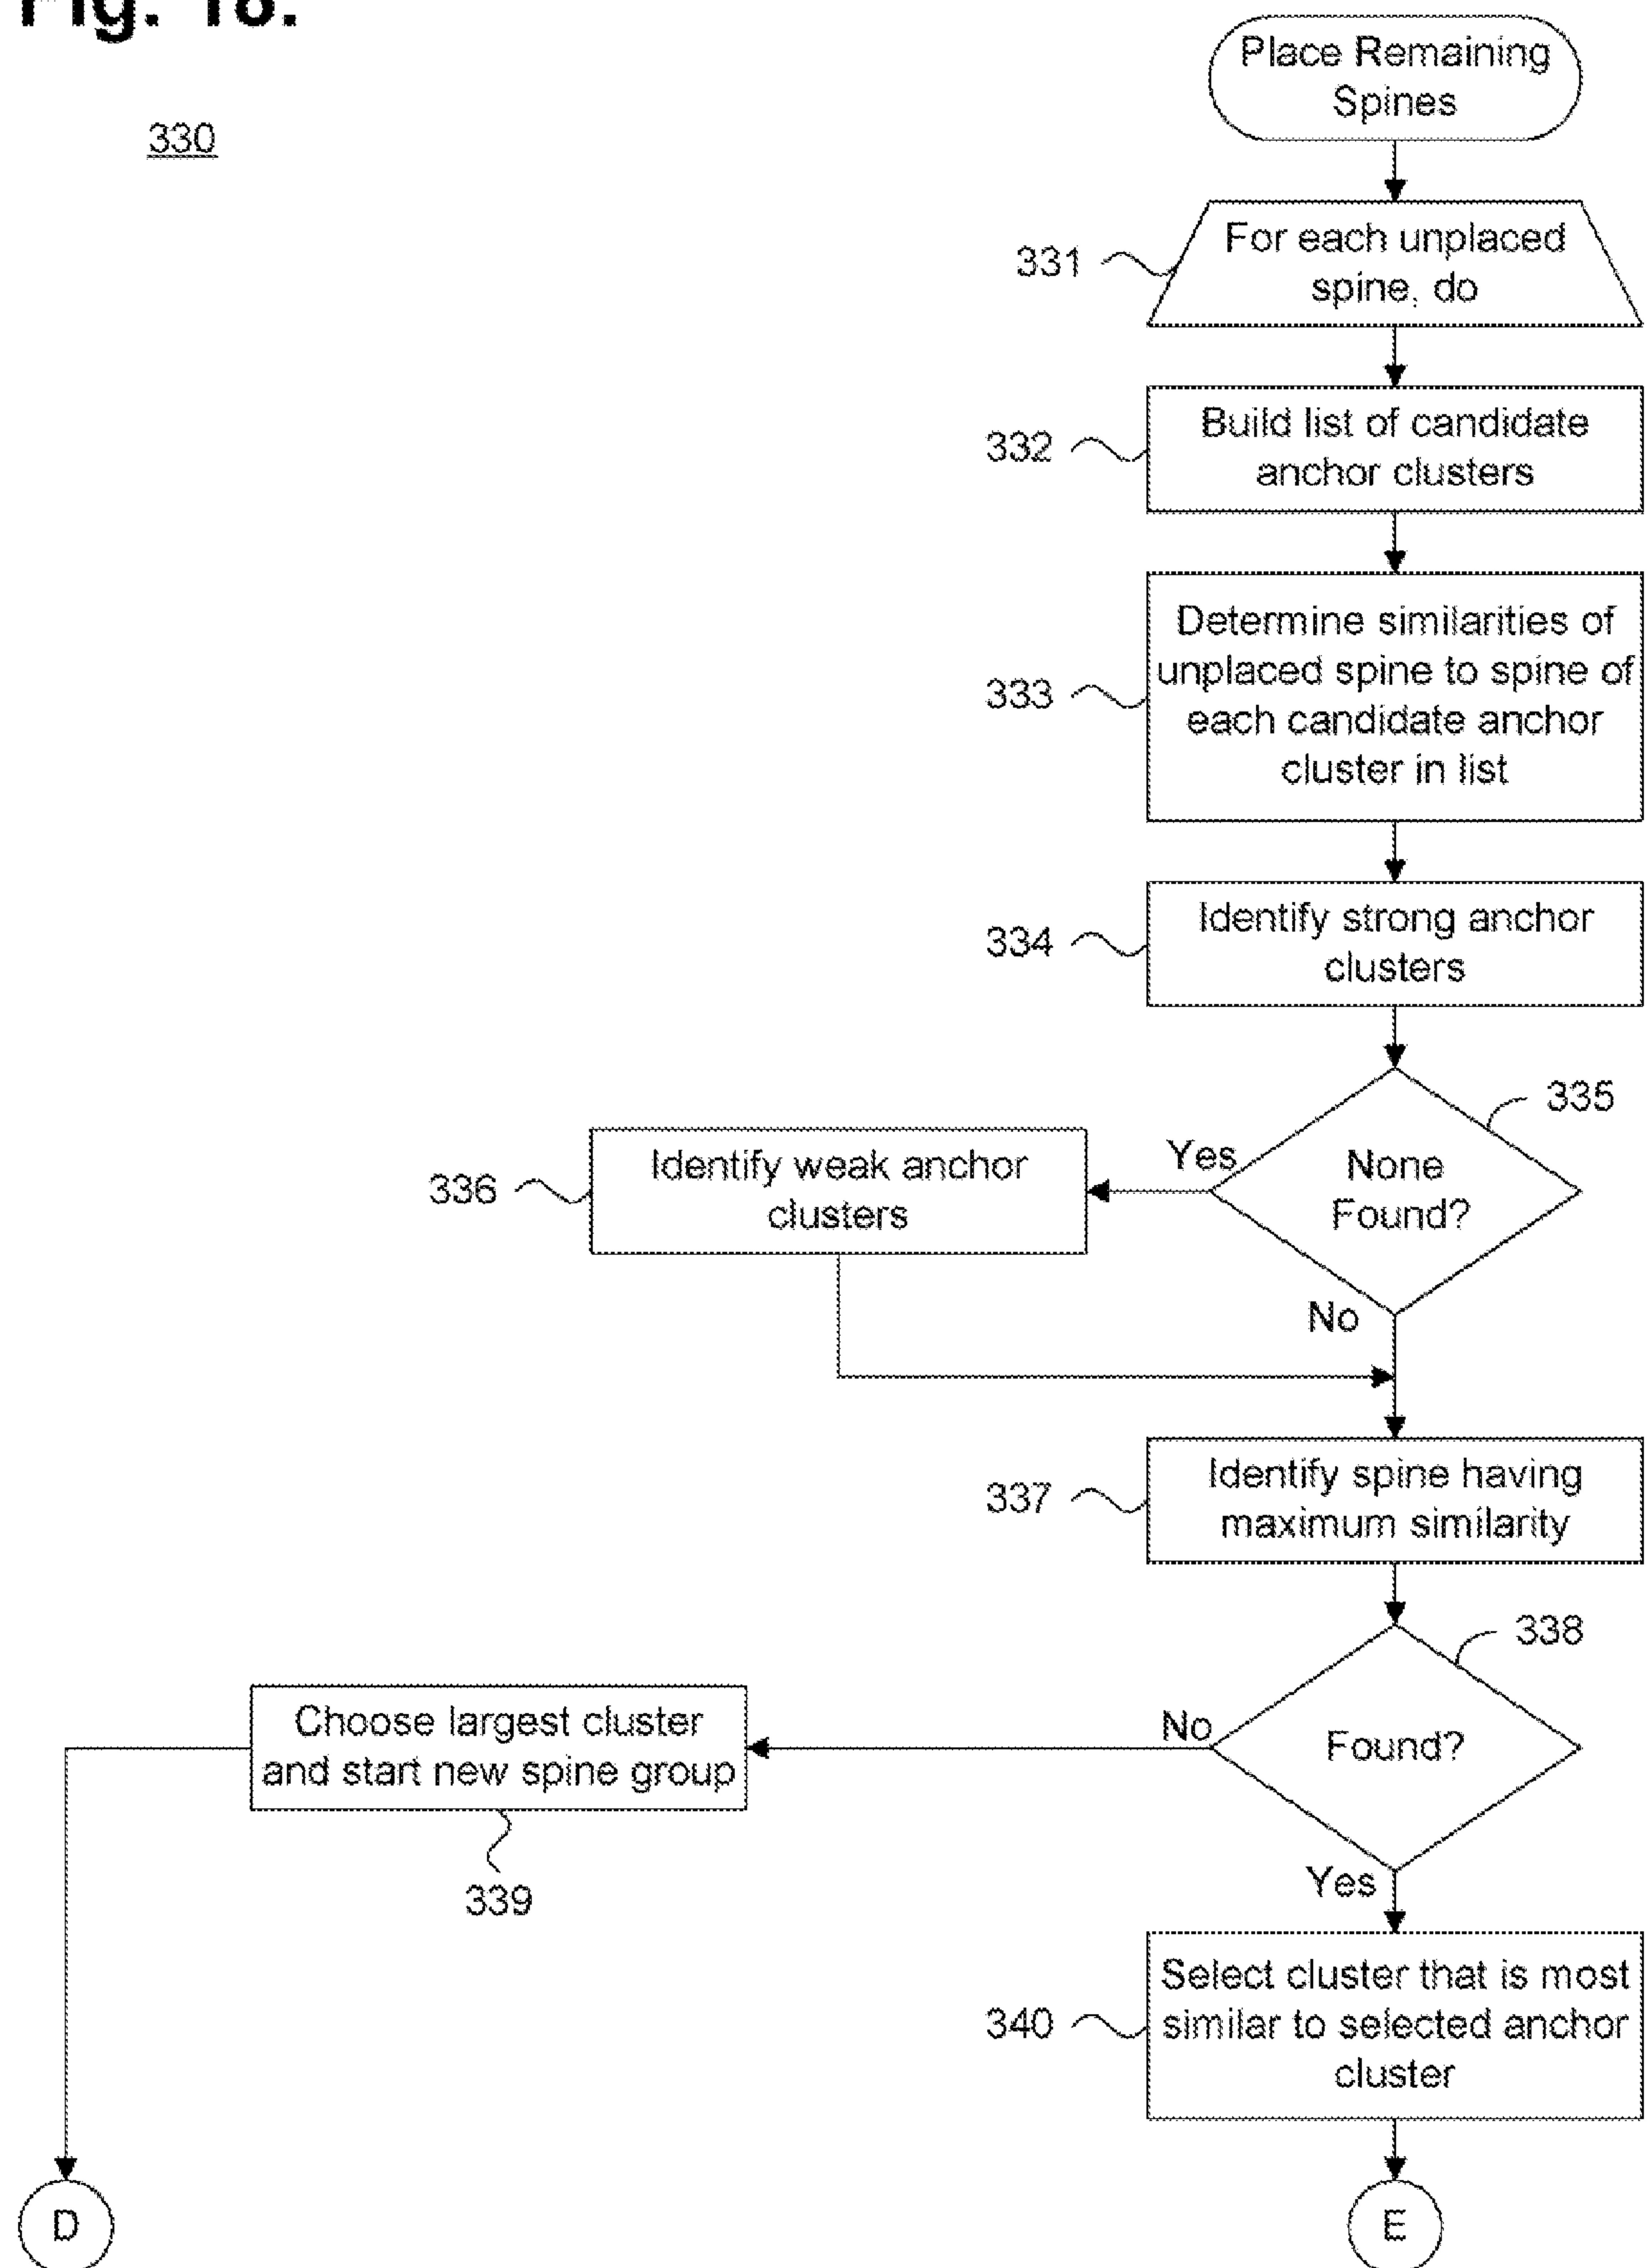 Fig. 18.
330
Place Remaining
Spines
331
For each unplaced
spine, do
332
Build list of candidate
anchor clusters
333
Determine similarities of
unplaced spine to spine of
each candidate anchor
cluster in list
334
Identify strong anchor
clusters
335
None
Found?
Yes
No
336
Identify weak anchor
clusters
337
Identify spine having
maximum similarity
338
Found?
No
Yes
Choose largest cluster
and start new spine group
339
340
Select cluster that is most
similar to selected anchor
cluster
D
E